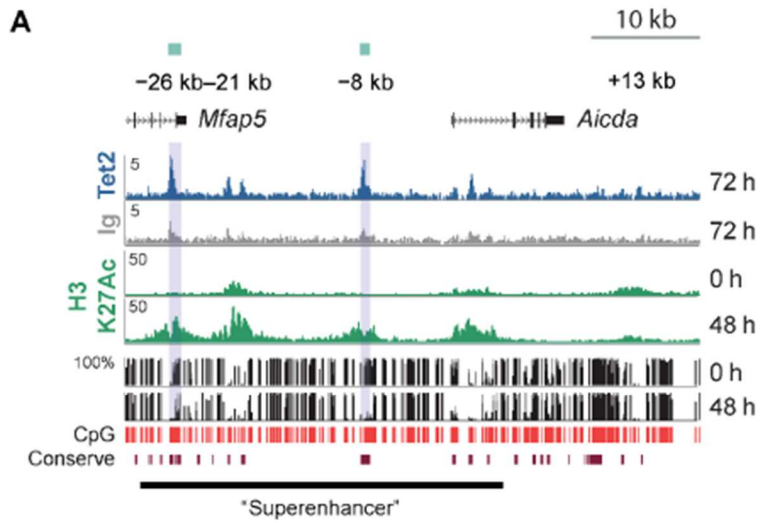 A
10 kb
−26 kb–21 kb −8 kb +13 kb
Mfap5 Aicda
Tet2 5 72 h
Ig 5 72 h
H3 K27Ac
50 0 h
50 48 h
100% 0 h
48 h
CpG
Conserve
"Superenhancer"